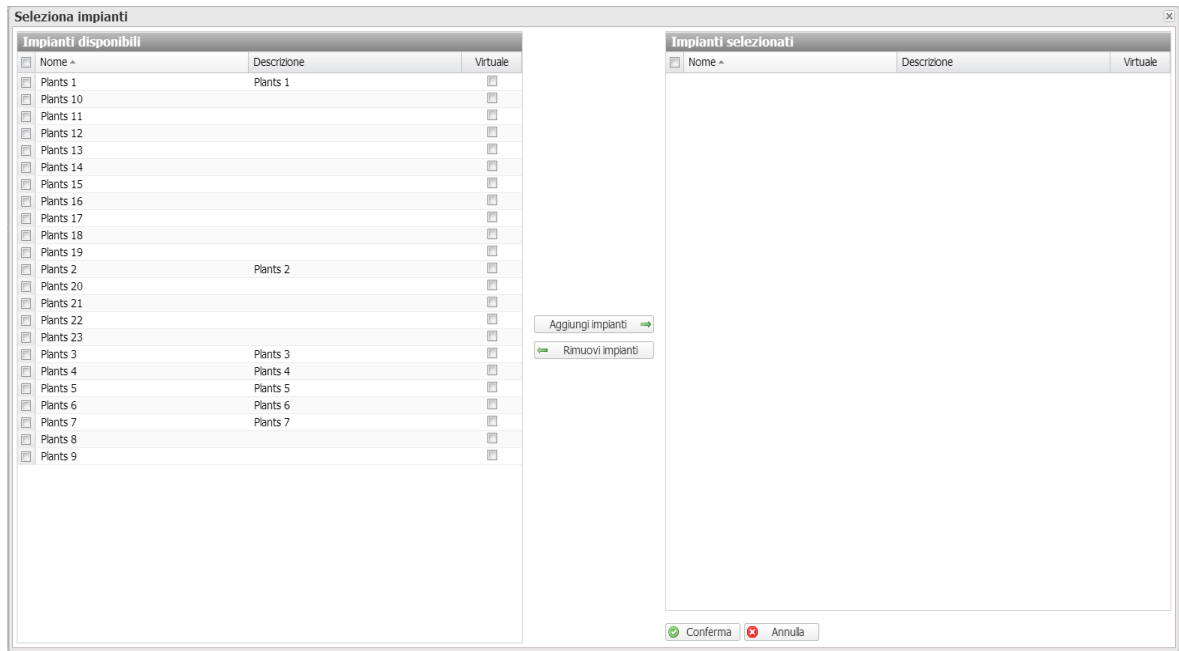 Seleziona impianti
Impianti disponibili
Nome Descrizione Virtuale
Plants 1 Plants 1
Plants 10
Plants 11
Plants 12
Plants 13
Plants 14
Plants 15
Plants 16
Plants 17
Plants 18
Plants 19
Plants 2 Plants 2
Plants 20
Plants 21
Plants 22
Plants 23
Plants 3 Plants 3
Plants 4 Plants 4
Plants 5 Plants 5
Plants 6 Plants 6
Plants 7 Plants 7
Plants 8
Plants 9
Aggiungi impianti
Rimuovi impianti
Impianti selezionati
Nome Descrizione Virtuale
Conferma Annulla